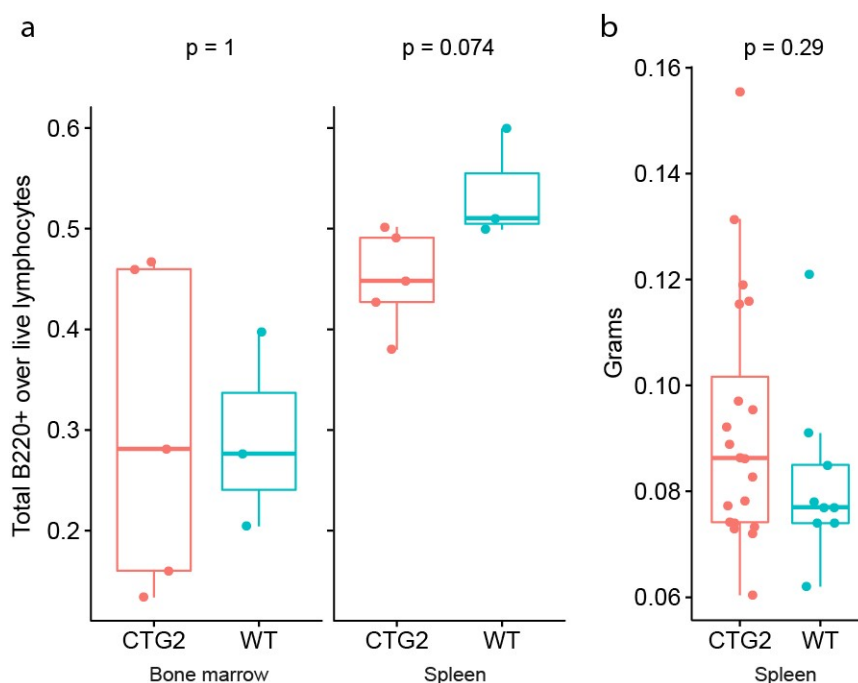 a
p = 1
p = 0.074
Total B220+ over live lymphocytes
0.6
0.5
0.4
0.3
0.2
CTG2
WT
CTG2
WT
Bone marrow
Spleen
b
p = 0.29
Grams
0.16
0.14
0.12
0.10
0.08
0.06
CTG2
WT
Spleen